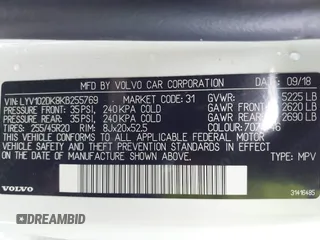 MFD. BY VOLVO CAR CORPORATION 09/18
VIN: LYV102DK8KB255769 MARKET CODE: 31 GVWR: 5225 LB
PRESSURE FRONT: 35 PSI, 240 KPA COLD GAWR FRONT: 2620 LB
PRESSURE REAR: 35 PSI, 240 KPA COLD GAWR REAR: 2690 LB
TIRES: 255/45R20 RIM: 8Jx20x52.5 COLOUR:
THIS VEHICLE CONFORMS TO ALL APPLICABLE FEDERAL MOTOR VEHICLE
SAFETY, BUMPER, AND THEFT PREVENTION STANDARDS IN EFFECT ON THE
DATE OF MANUFACTURE SHOWN ABOVE. TYPE: MPV
VOLVO
31416485
DREAMBID